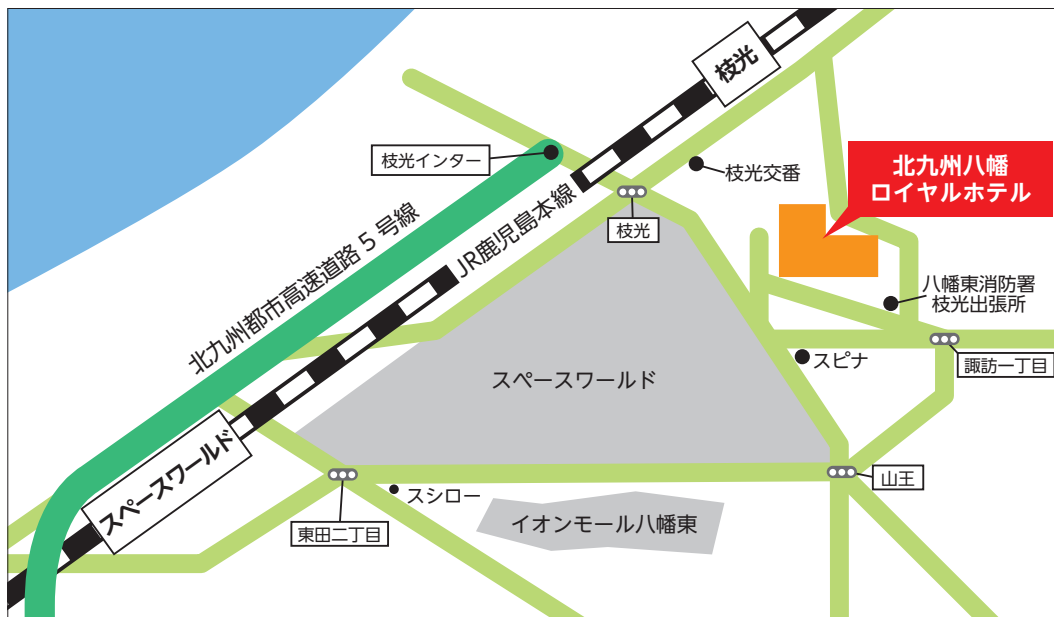 枝光
枝光インター
枝光交番
北九州八幡
ロイヤルホテル
JR鹿児島本線
枝光
北九州都市高速道路5号線
八幡東消防署
枝光出張所
スペースワールド
スピナ
諏訪一丁目
スペースワールド
山王
スシロー
イオンモール八幡東
東田二丁目